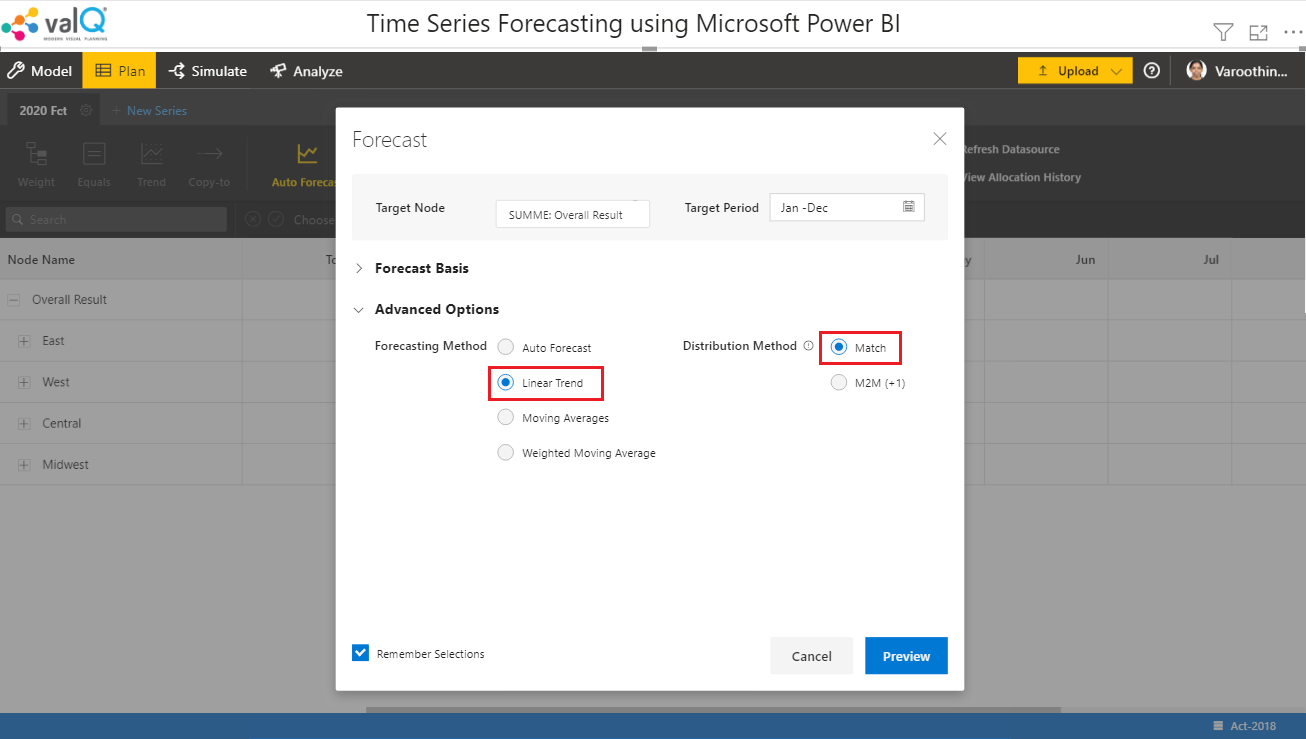 valQ
MODERN VISUAL PLANNING
Time Series Forecasting using Microsoft Power BI
Model
Plan
Simulate
Analyze
Upload
Varoothin...
2020 Fct
+ New Series
Weight
Equals
Trend
Copy-to
Auto Forecas
Refresh Datasource
View Allocation History
Search
Choose
Node Name
To
y
Jun
Jul
Overall Result
East
West
Central
Midwest
Forecast
Target Node
SUMME: Overall Result
Target Period
Jan -Dec
Forecast Basis
Advanced Options
Forecasting Method
Auto Forecast
Linear Trend
Moving Averages
Weighted Moving Average
Distribution Method
Match
M2M (+1)
Remember Selections
Cancel
Preview
Act-2018